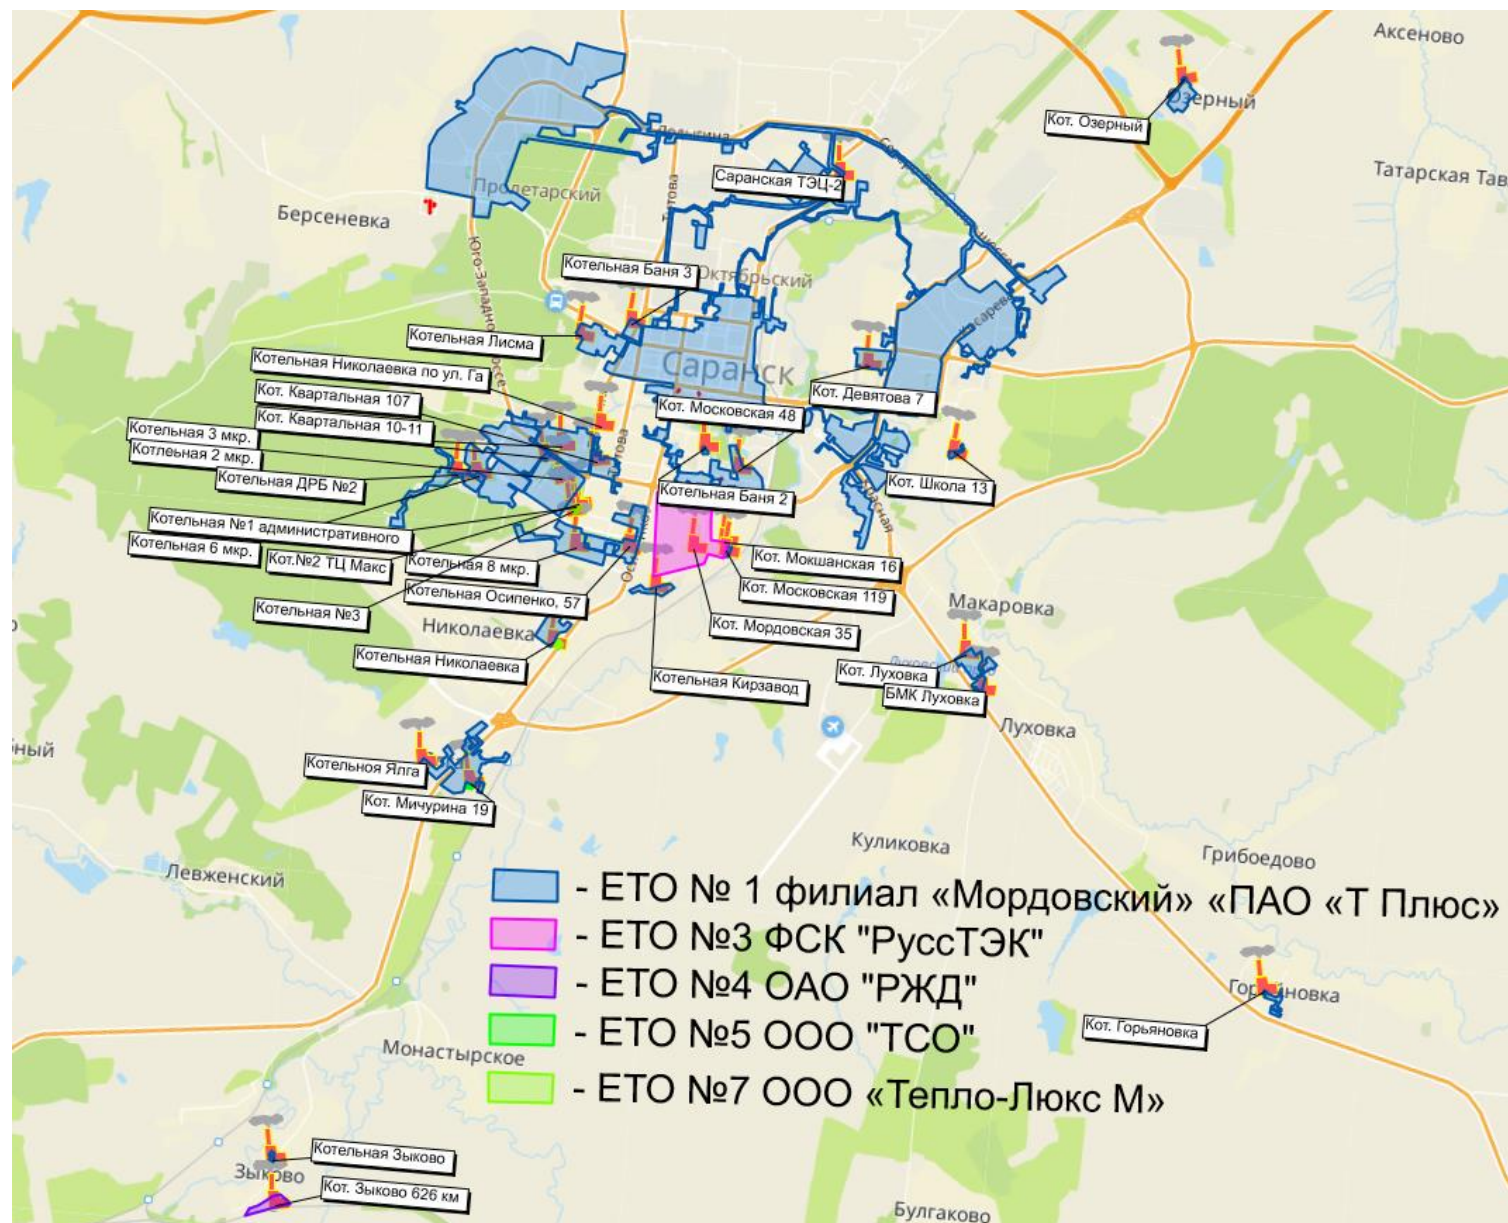 Аксеново
Озерный
Кот. Озерный
Татарская Тав
Лодыгина
Саранская ТЭЦ-2
Пролетарский
Берсеневка
Октябрьский
Котельная Баня 3
Котельная Лисма
Саранск
Котельная Николаевка по ул. Га
Кот. Девятова 7
Кот. Квартальная 107
Кот. Московская 48
Кот. Квартальная 10-11
Котельная 3 мкр.
Котлеьная 2 мкр.
Котельная ДРБ №2
Кот. Школа 13
Котельная Баня 2
Котельная №1 административного
Котельная 6 мкр.
Кот.№2 ТЦ Макс
Котельная 8 мкр.
Кот. Мокшанская 16
Котельная Осипенко, 57
Кот. Московская 119
Котельная №3
Макаровка
Николаевка
Кот. Мордовская 35
Котельная Николаевка
Котельная Кирзавод
Кот. Луховка
БМК Луховка
Луховка
ный
Котельноя Ялга
Кот. Мичурина 19
Куликовка
Грибоедово
Левженский
- ЕТО № 1 филиал «Мордовский» «ПАО «Т Плюс»
- ЕТО №3 ФСК "РуссТЭК"
- ЕТО №4 ОАО "РЖД"
Горяйновка
- ЕТО №5 ООО "ТСО"
Кот. Горьяновка
Монастырское
- ЕТО №7 ООО «Тепло-Люкс М»
Котельная Зыково
Зыково
Кот. Зыково 626 км
Булгаково